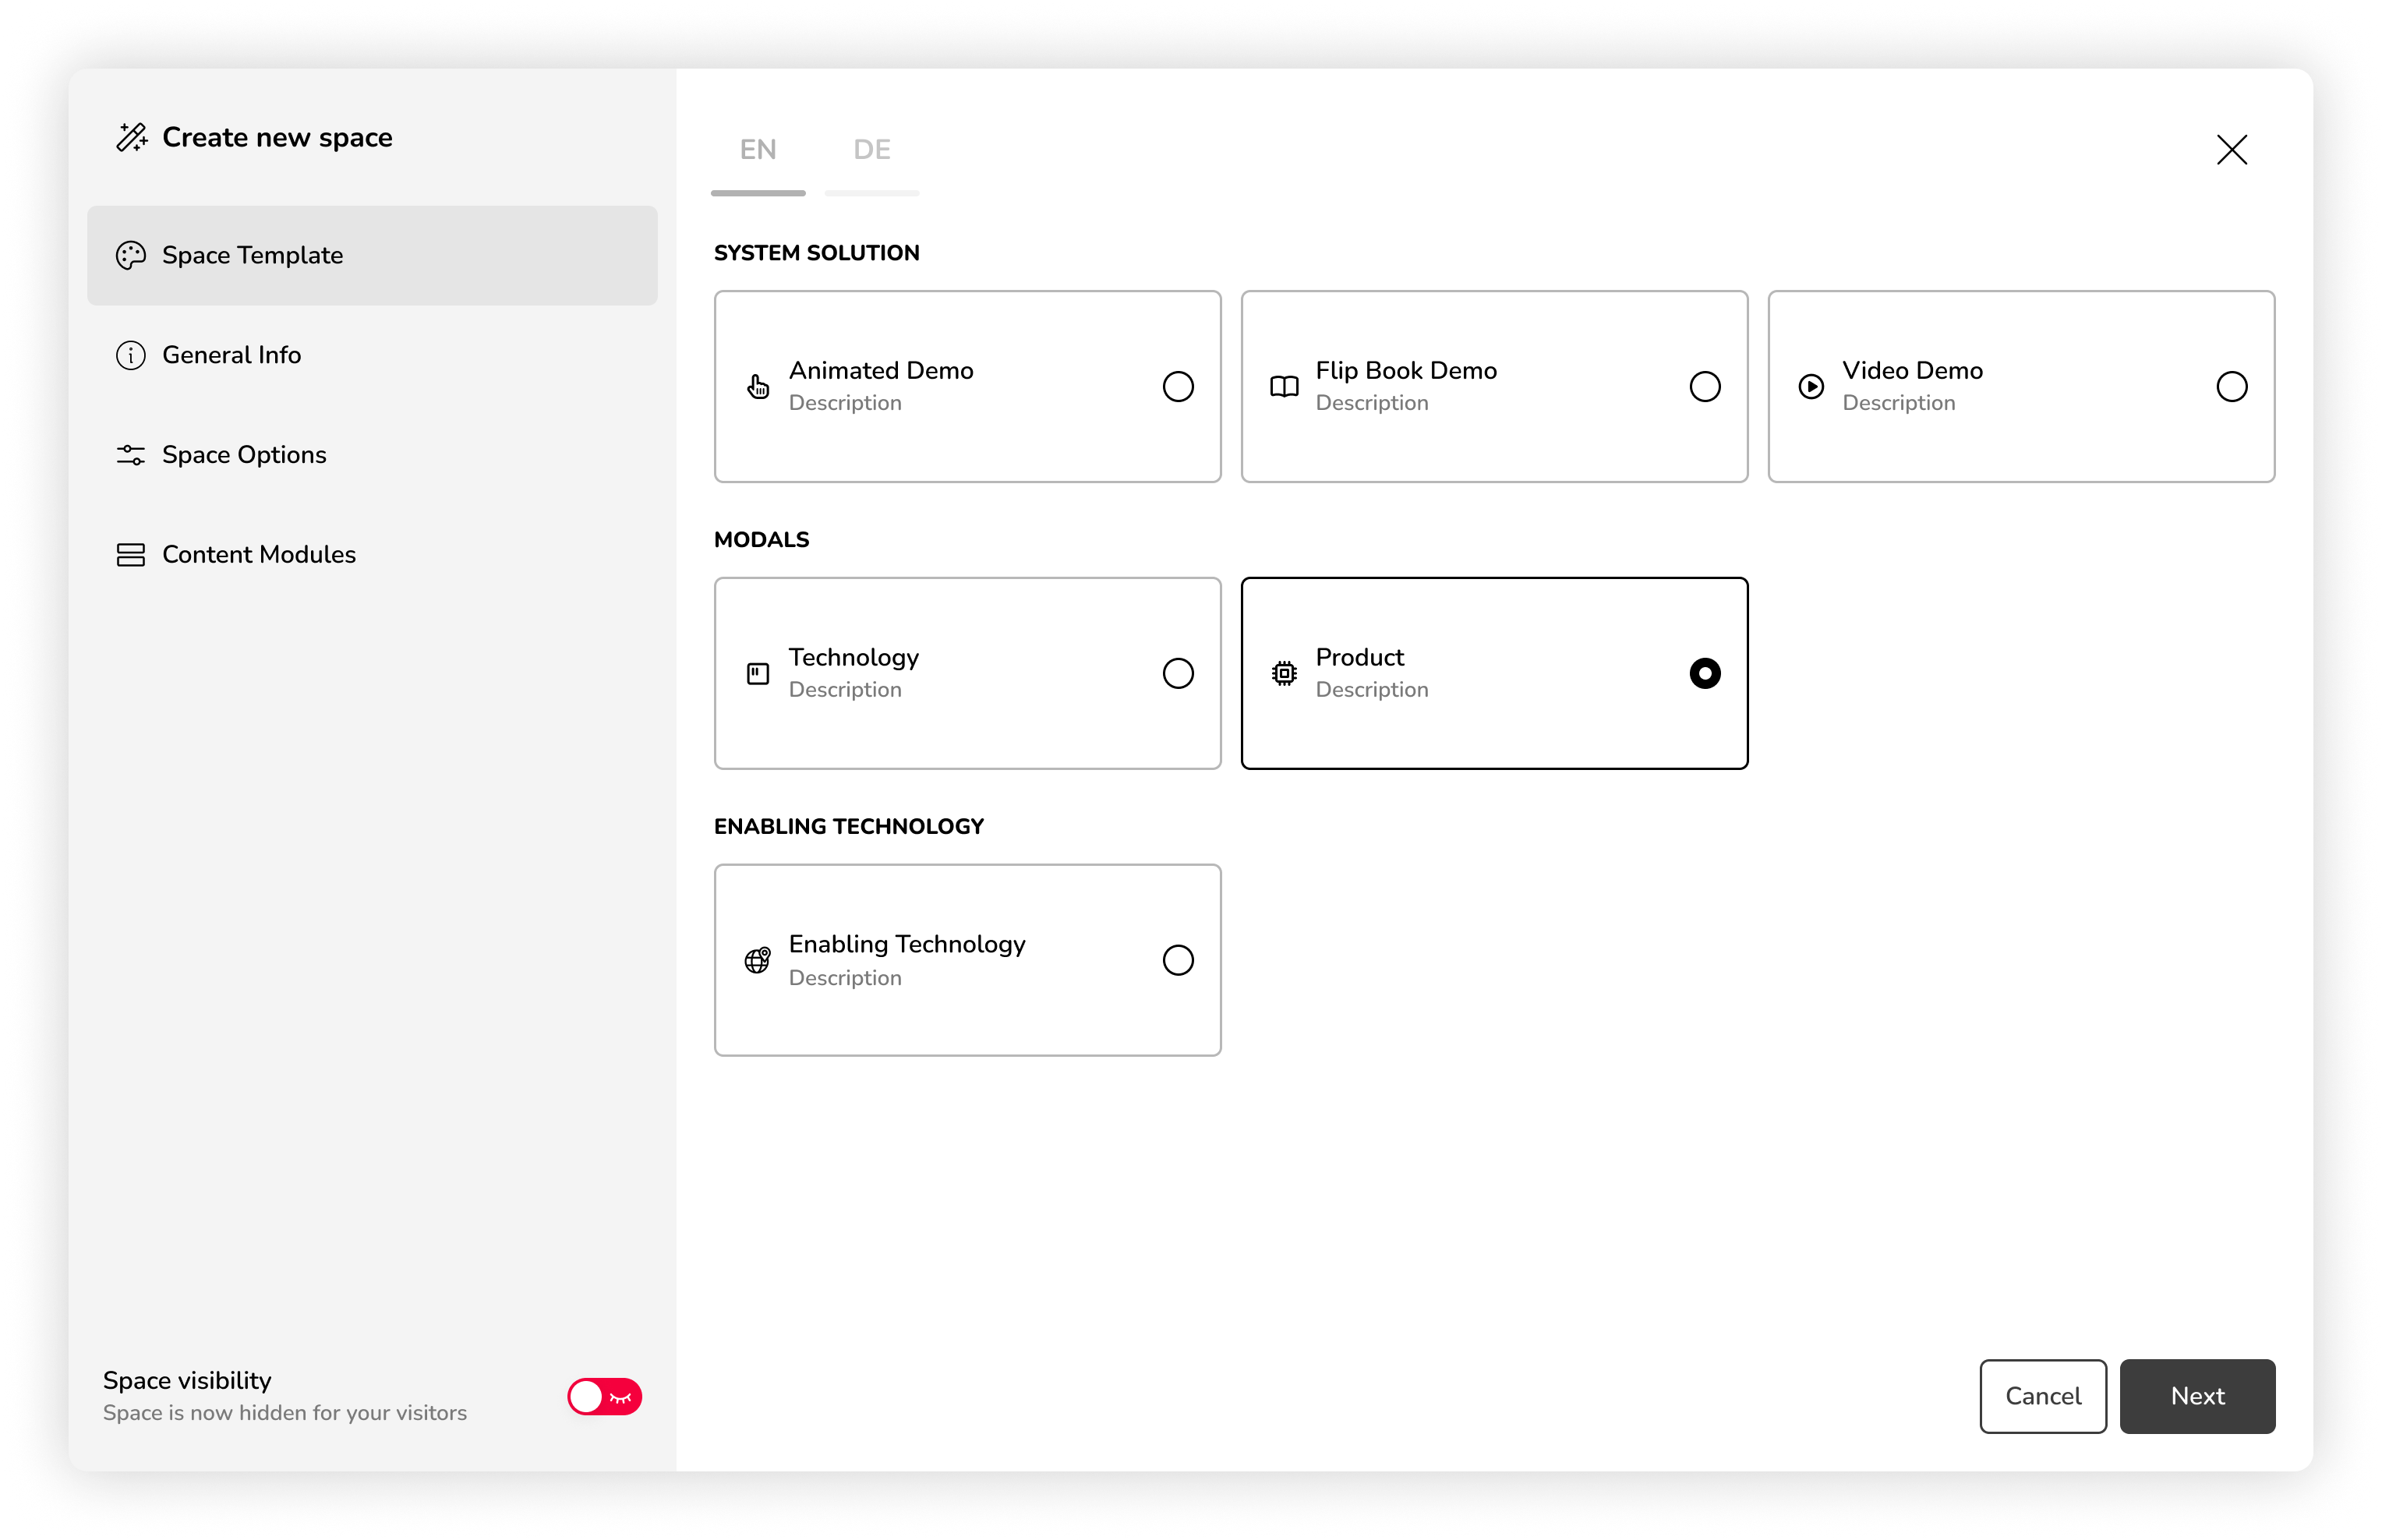 Create new space
Space Template
General Info
Space Options
Content Modules
Space visibility
Space is now hidden for your visitors
EN
DE
SYSTEM SOLUTION
Animated Demo
Description
Flip Book Demo
Description
Video Demo
Description
MODALS
Technology
Description
Product
Description
ENABLING TECHNOLOGY
Enabling Technology
Description
Cancel
Next